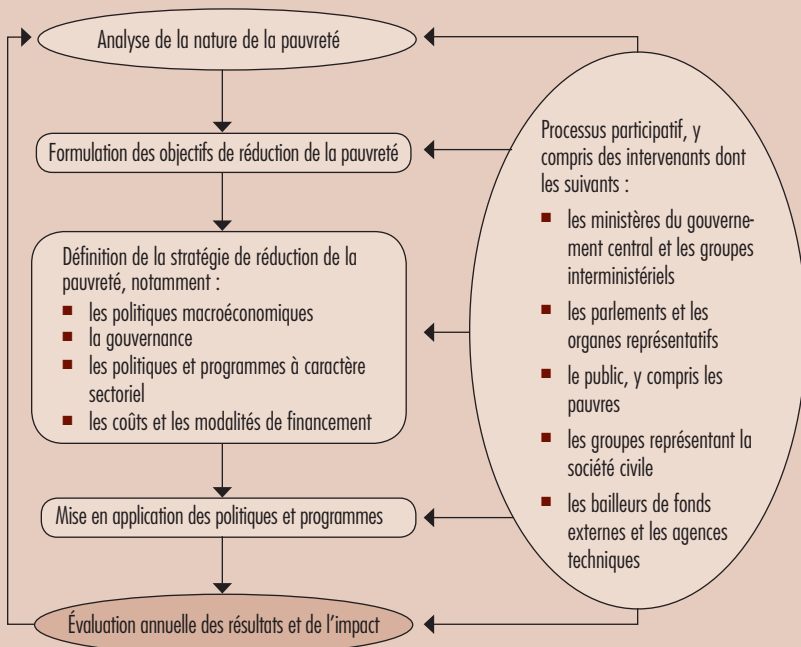 Analyse de la nature de la pauvreté
Formulation des objectifs de réduction de la pauvreté
Définition de la stratégie de réduction de la
pauvreté, notamment :
■ les politiques macroéconomiques
■ la gouvernance
■ les politiques et programmes à caractère
sectoriel
■ les coûts et les modalités de financement
Mise en application des politiques et programmes
Évaluation annuelle des résultats et de l’impact
Processus participatif, y
compris des intervenants dont
les suivants :
■ les ministères du gouverne-
ment central et les groupes
interministériels
■ les parlements et les
organes représentatifs
■ le public, y compris les
pauvres
■ les groupes représentant la
société civile
■ les bailleurs de fonds
externes et les agences
techniques